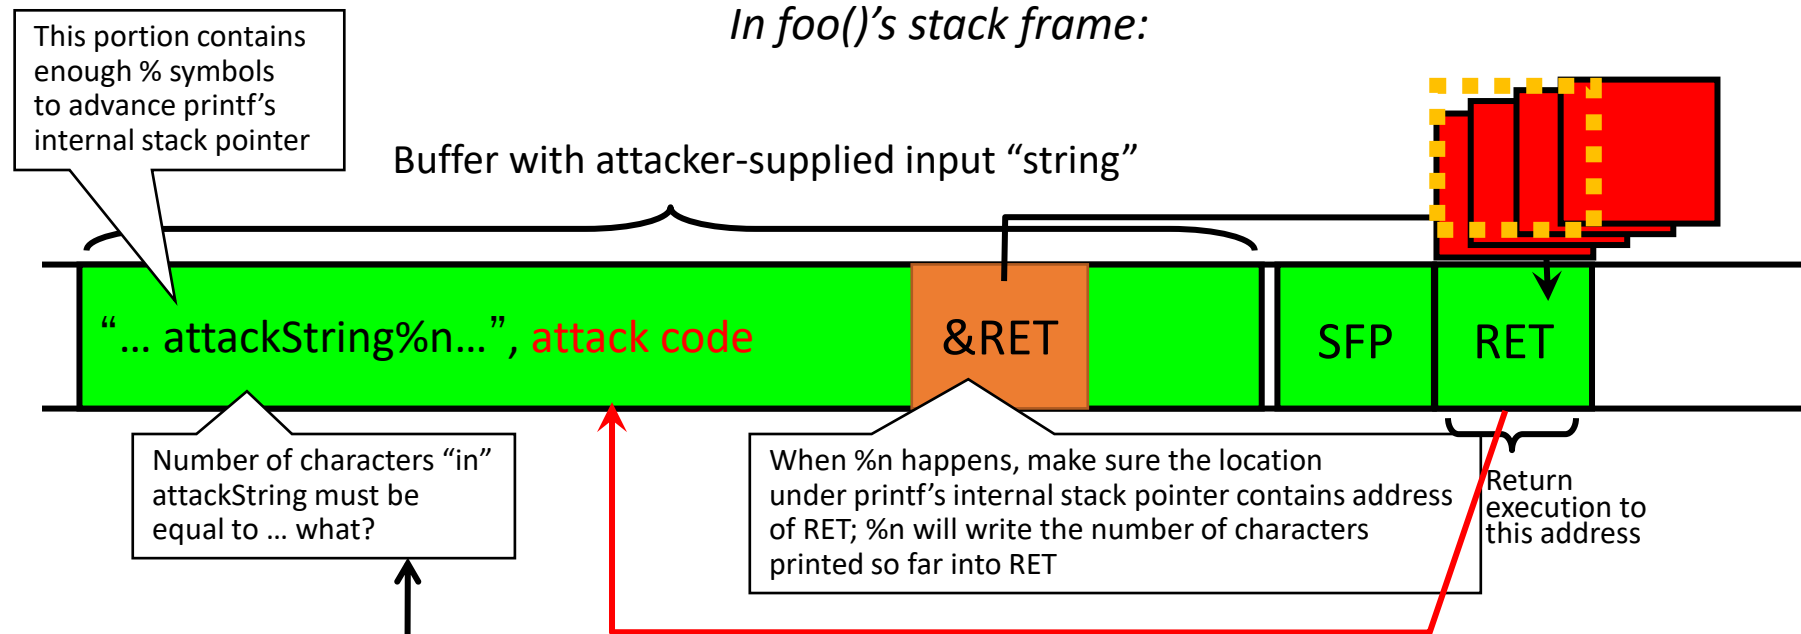 In foo()'s stack frame:
This portion contains
enough % symbols
to advance printf’s
internal stack pointer
Buffer with attacker-supplied input “string”
“… attackString%n…”, attack code
&RET
SFP
RET
Number of characters “in”
attackString must be
equal to … what?
When %n happens, make sure the location
under printf’s internal stack pointer contains address
of RET; %n will write the number of characters
printed so far into RET
Return
execution to
this address